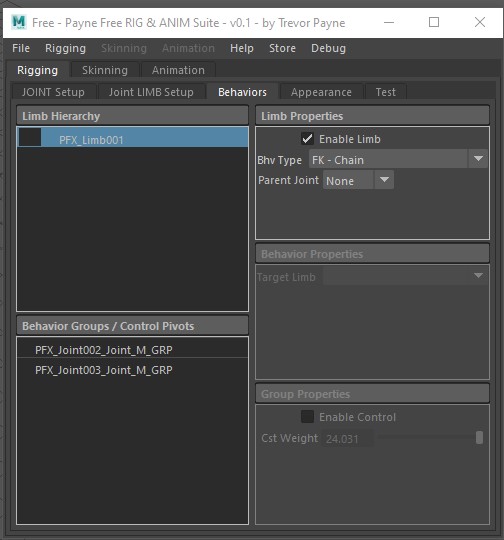 Free - Payne Free RIG & ANIM Suite - v0.1 - by Trevor Payne
File Rigging Skinning Animation Help Store Debug
Rigging Skinning Animation
JOINT Setup Joint LIMB Setup Behaviors Appearance Test
Limb Hierarchy
PFX_Limb001
Limb Properties
Enable Limb
Bhv Type FK - Chain
Parent Joint None
Behavior Properties
Target Limb
Behavior Groups / Control Pivots
PFX_Joint002_Joint_M_GRP
PFX_Joint003_Joint_M_GRP
Group Properties
Enable Control
Cst Weight 24.031